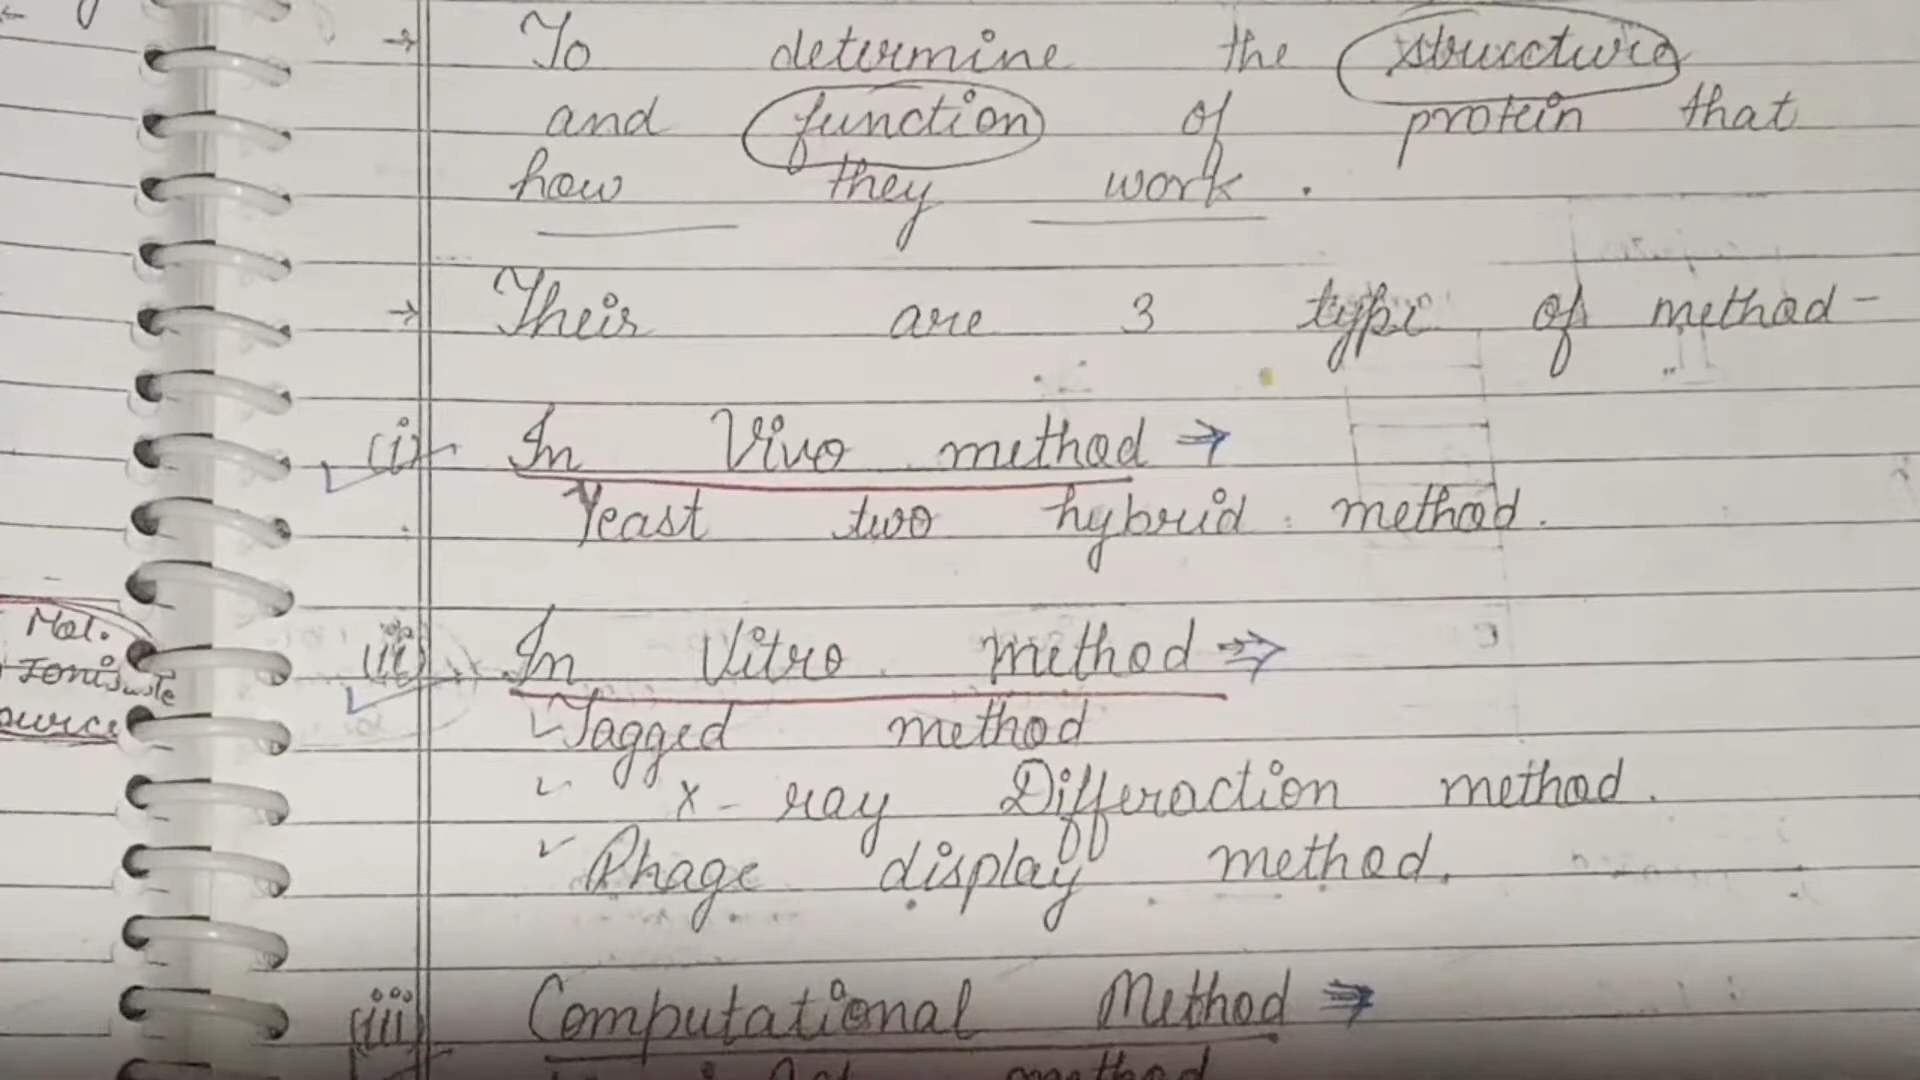 → To determine the structure
and function of protein that
how they work .
→ Their are 3 type of method -
(i) In Vivo method →
Yeast two hybrid method.
(ii) In Vitro method →
Tagged method
x-ray Differaction method.
Phage display method.
(iii) Computational Method →
method
Mol.